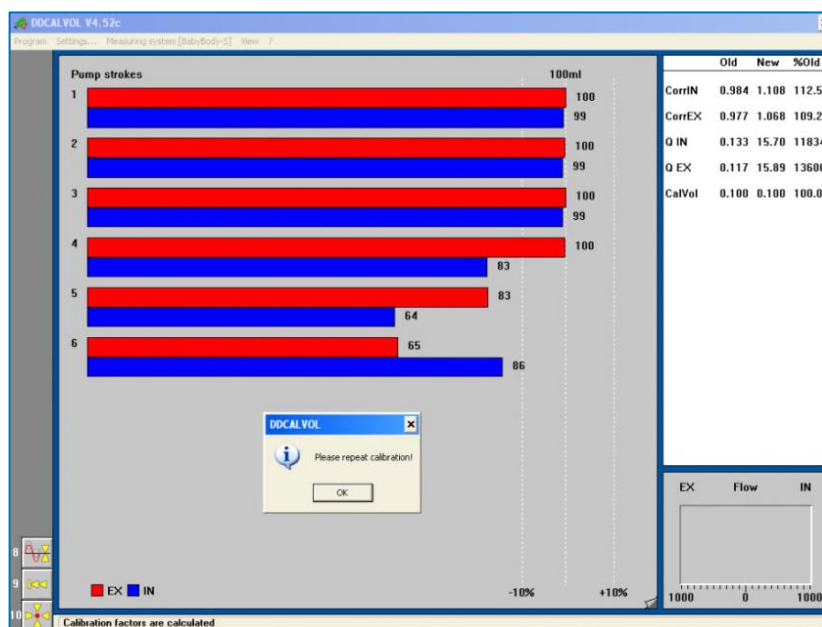 DDCALVOL V4.52c
Program Settings... Measuring system [BabyBody-S] View ?
Pump strokes 100ml
1 100
99
2 100
99
3 100
99
4 100
83
5 83
64
6 65
86
DDCALVOL
Please repeat calibration!
OK
EX IN -10% +10%
Old New %Old
CorrIN 0.984 1.108 112.5
CorrEX 0.977 1.068 109.2
Q IN 0.133 15.70 11834
Q EX 0.117 15.89
CalVol 0.100 0.100 100.0
EX Flow IN
1000 0 1000
8
9
10
Calibration factors are calculated